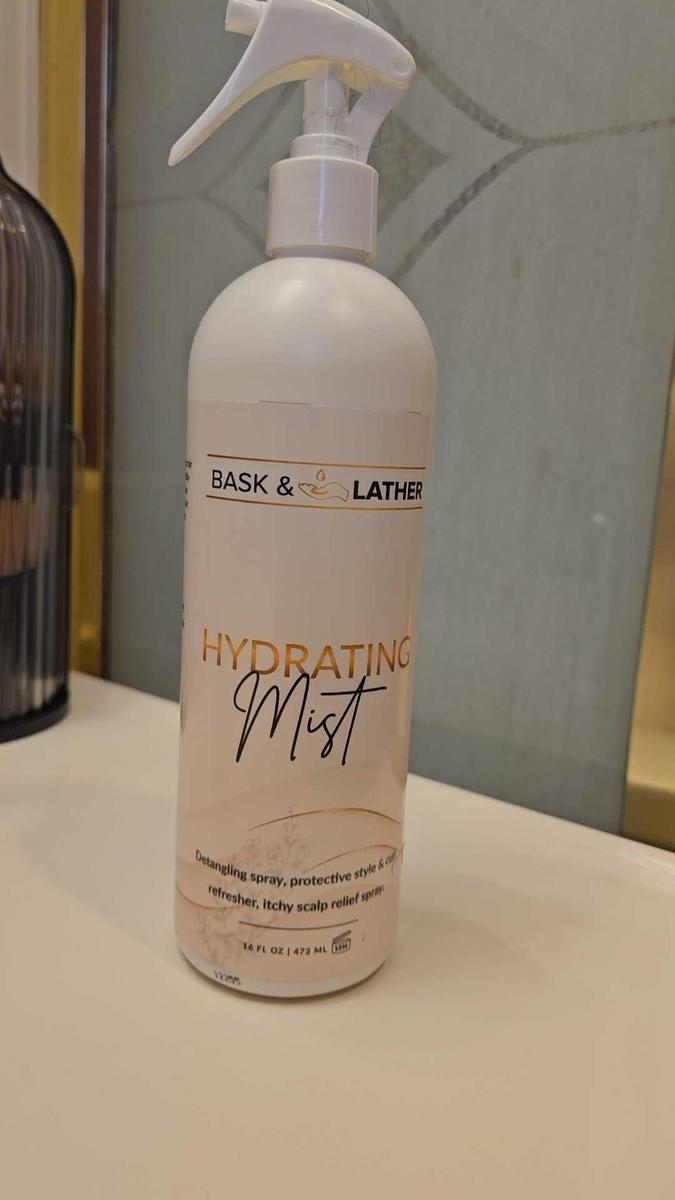 BASK & LATHER
HYDRATING
Mist
Detangling spray, protective style & curl
refresher, itchy scalp relief spray.
16 FL OZ | 472 ML